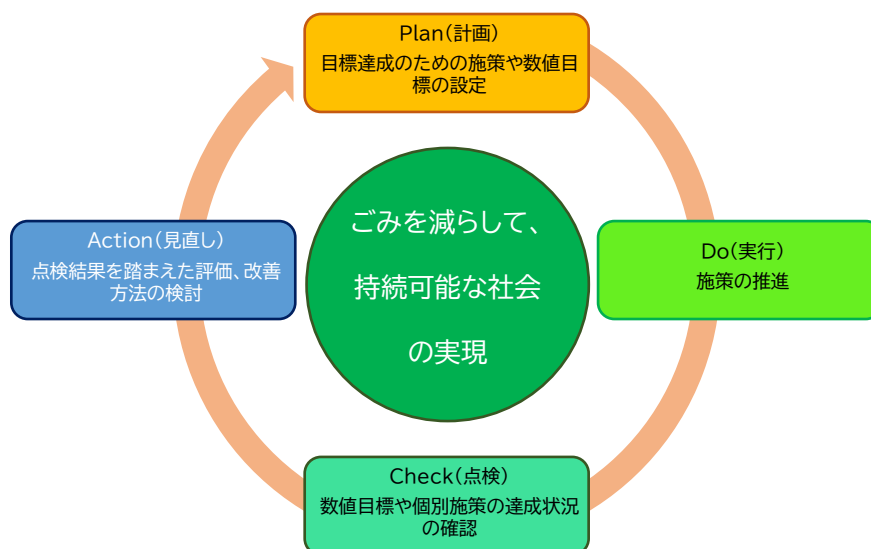 Plan(計画)
目標達成のための施策や数値目
標の設定
Action(見直し)
点検結果を踏まえた評価、改善
方法の検討
ごみを減らして、
持続可能な社会
の実現
Do(実行)
施策の推進
Check(点検)
数値目標や個別施策の達成状況
の確認